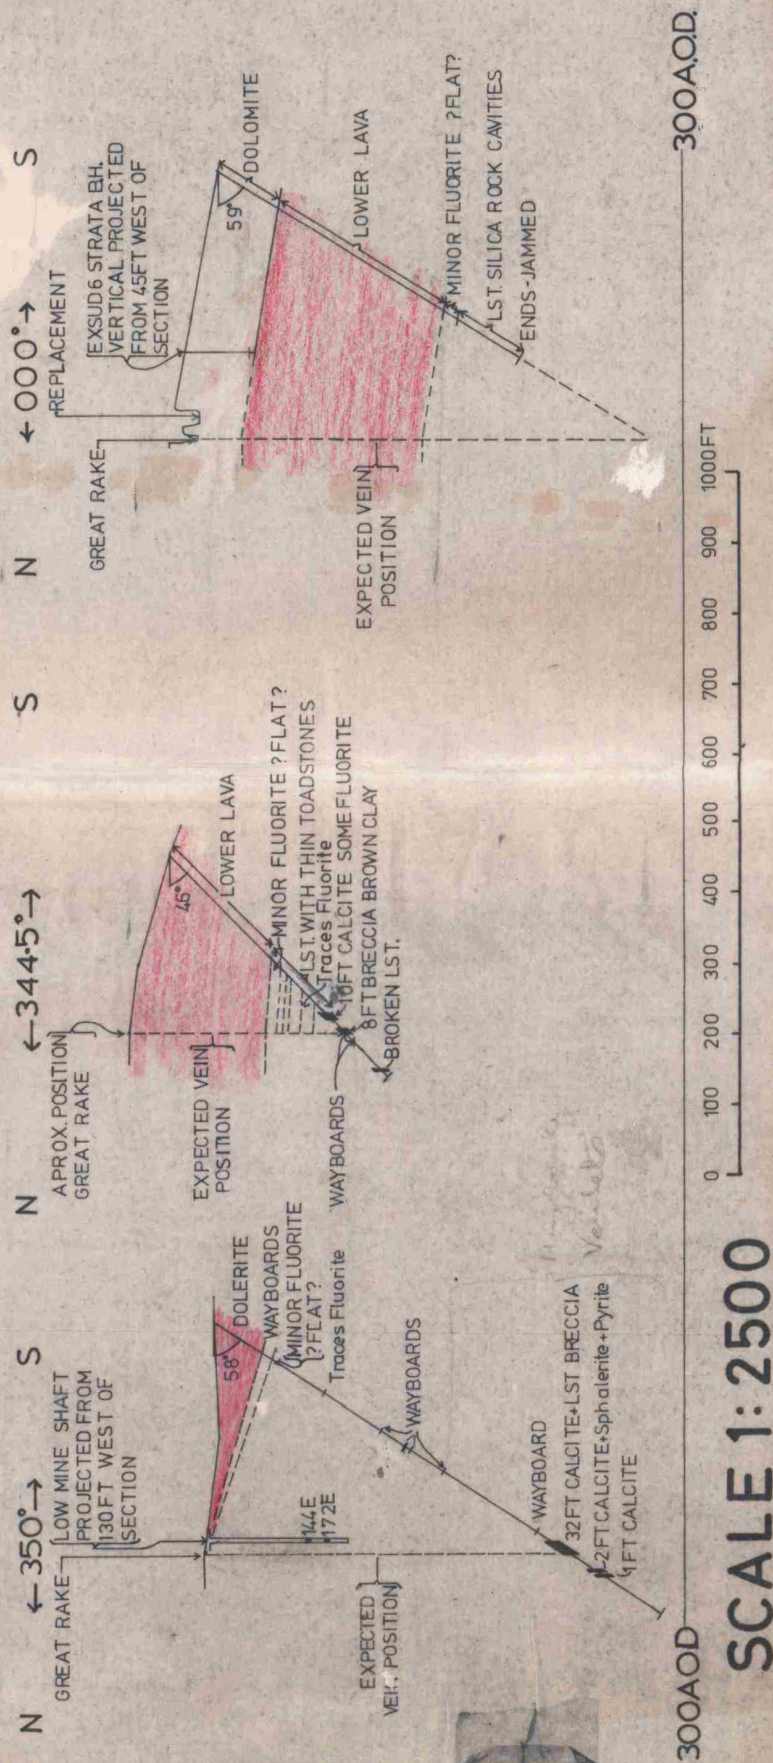 N
←350°→
S
GREAT RAKE
LOW MINE SHAFT
PROJECTED FROM
130FT WEST OF
SECTION
58°
DOLERITE
WAYBOARDS
MINOR FLUORITE
?FLAT?
Traces Fluorite
144E
172E
WAYBOARDS
EXPECTED
VEIN POSITION
WAYBOARD
32FT CALCITE+LST BRECCIA
2FT CALCITE+Sphalerite+Pyrite
1FT CALCITE
N
←344·5°→
S
APROX. POSITION
GREAT RAKE
46°
LOWER LAVA
EXPECTED VEIN
POSITION
MINOR FLUORITE ?FLAT?
LST. WITH THIN TOADSTONES
Traces Fluorite
10FT CALCITE SOME FLUORITE
8FT BRECCIA BROWN CLAY
BROKEN LST.
WAYBOARDS
Veinlets
N
←000°→
S
GREAT RAKE
REPLACEMENT
EXSUD6 STRATA B.H.
VERTICAL PROJECTED
FROM 45FT WEST OF
SECTION
59°
DOLOMITE
LOWER LAVA
EXPECTED VEIN
POSITION
MINOR FLUORITE ?FLAT?
LST. SILICA ROCK CAVITIES
ENDS-JAMMED
300AOD
300A.O.D.
0 100 200 300 400 500 600 700 800 900 1000FT
SCALE 1: 2500